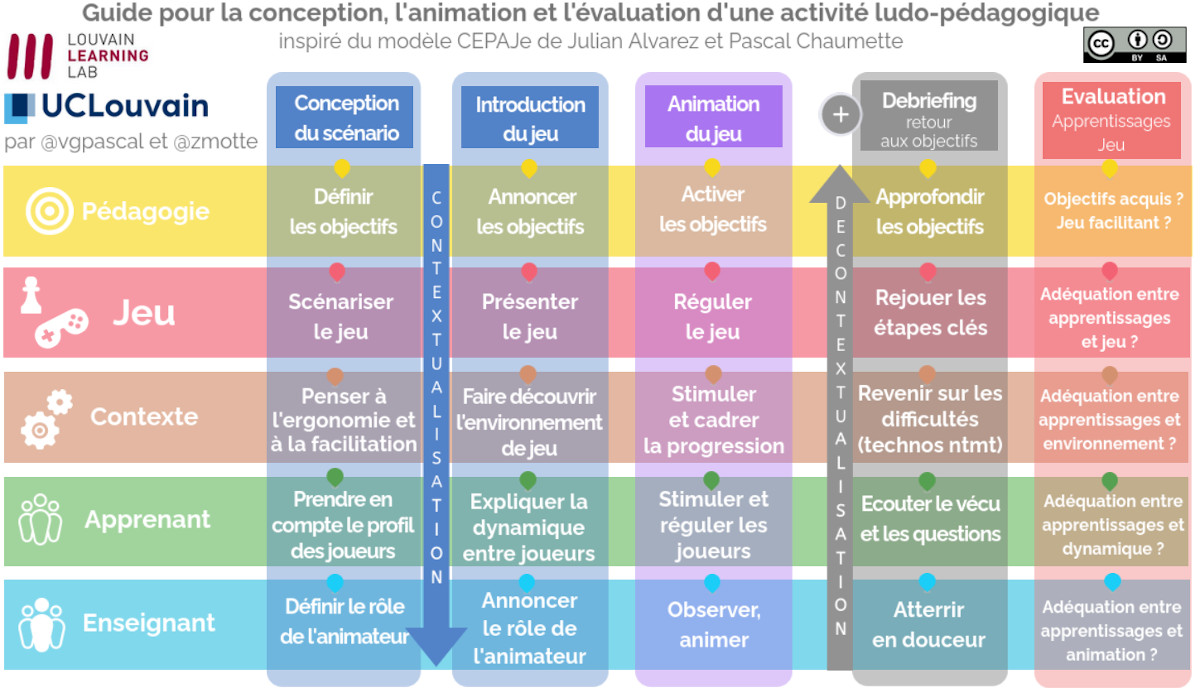 Guide pour la conception, l'animation et l'évaluation d'une activité ludo-pédagogique
inspiré du modèle CEPAJe de Julian Alvarez et Pascal Chaumette
LOUVAIN
LEARNING
LAB
UCLouvain
par @vgpascal et @zmotte
cc
BY SA
Conception
du scénario
Introduction
du jeu
Animation
du jeu
+
Debriefing
retour
aux objectifs
Evaluation
Apprentissages
Jeu
Pédagogie
Définir
les objectifs
Annoncer
les objectifs
Activer
les objectifs
Approfondir
les objectifs
Objectifs acquis ?
Jeu facilitant ?
Jeu
Scénariser
le jeu
Présenter
le jeu
Réguler
le jeu
Rejouer les
étapes clés
Adéquation entre
apprentissages
et jeu ?
Contexte
Penser à
l'ergonomie et
à la facilitation
Faire découvrir
l'environnement
de jeu
Stimuler
et cadrer
la progression
Revenir sur les
difficultés
(technos ntmt)
Adéquation entre
apprentissages et
environnement ?
Apprenant
Prendre en
compte le profil
des joueurs
Expliquer la
dynamique
entre joueurs
Stimuler et
réguler les
joueurs
Ecouter le vécu
et les questions
Adéquation entre
apprentissages et
dynamique ?
Enseignant
Définir le rôle
de l'animateur
Annoncer
le rôle de
l'animateur
Observer,
animer
Atterrir
en douceur
Adéquation entre
apprentissages et
animation ?
CONTEXTUALISATION
DECONTEXTUALISATION